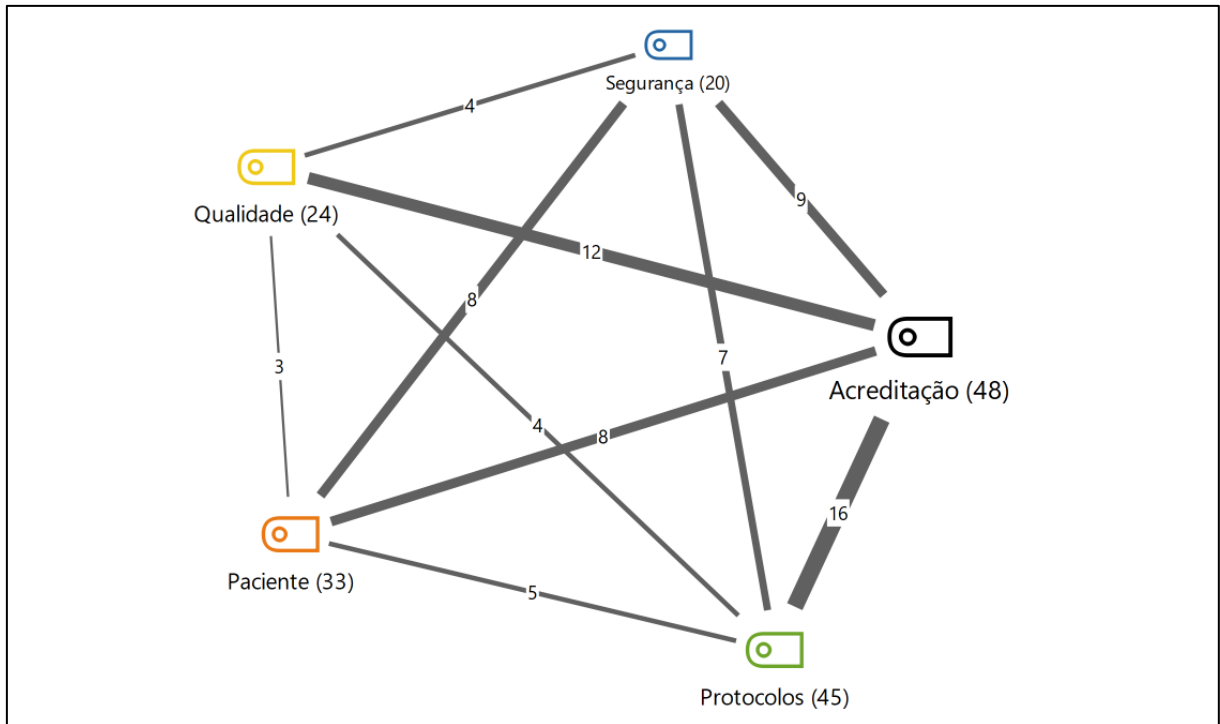 Segurança (20)
4
Qualidade (24)
9
12
8
3
7
Acreditação (48)
4
8
16
Paciente (33)
5
Protocolos (45)